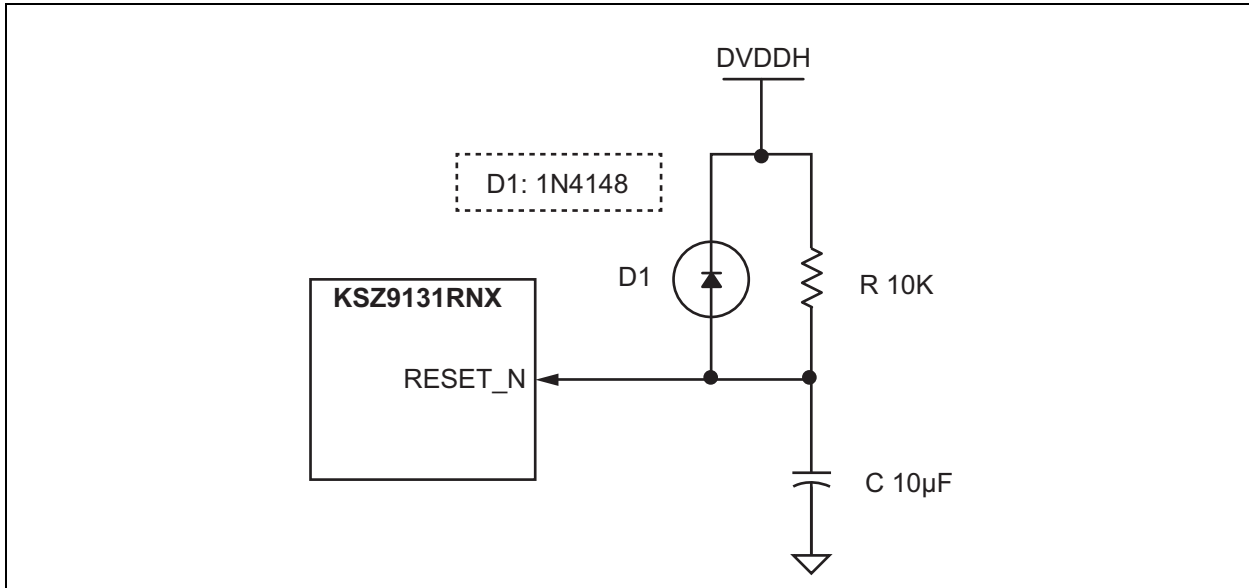 DVDDH
D1: 1N4148
D1
R 10K
KSZ9131RNX
RESET_N
C 10µF